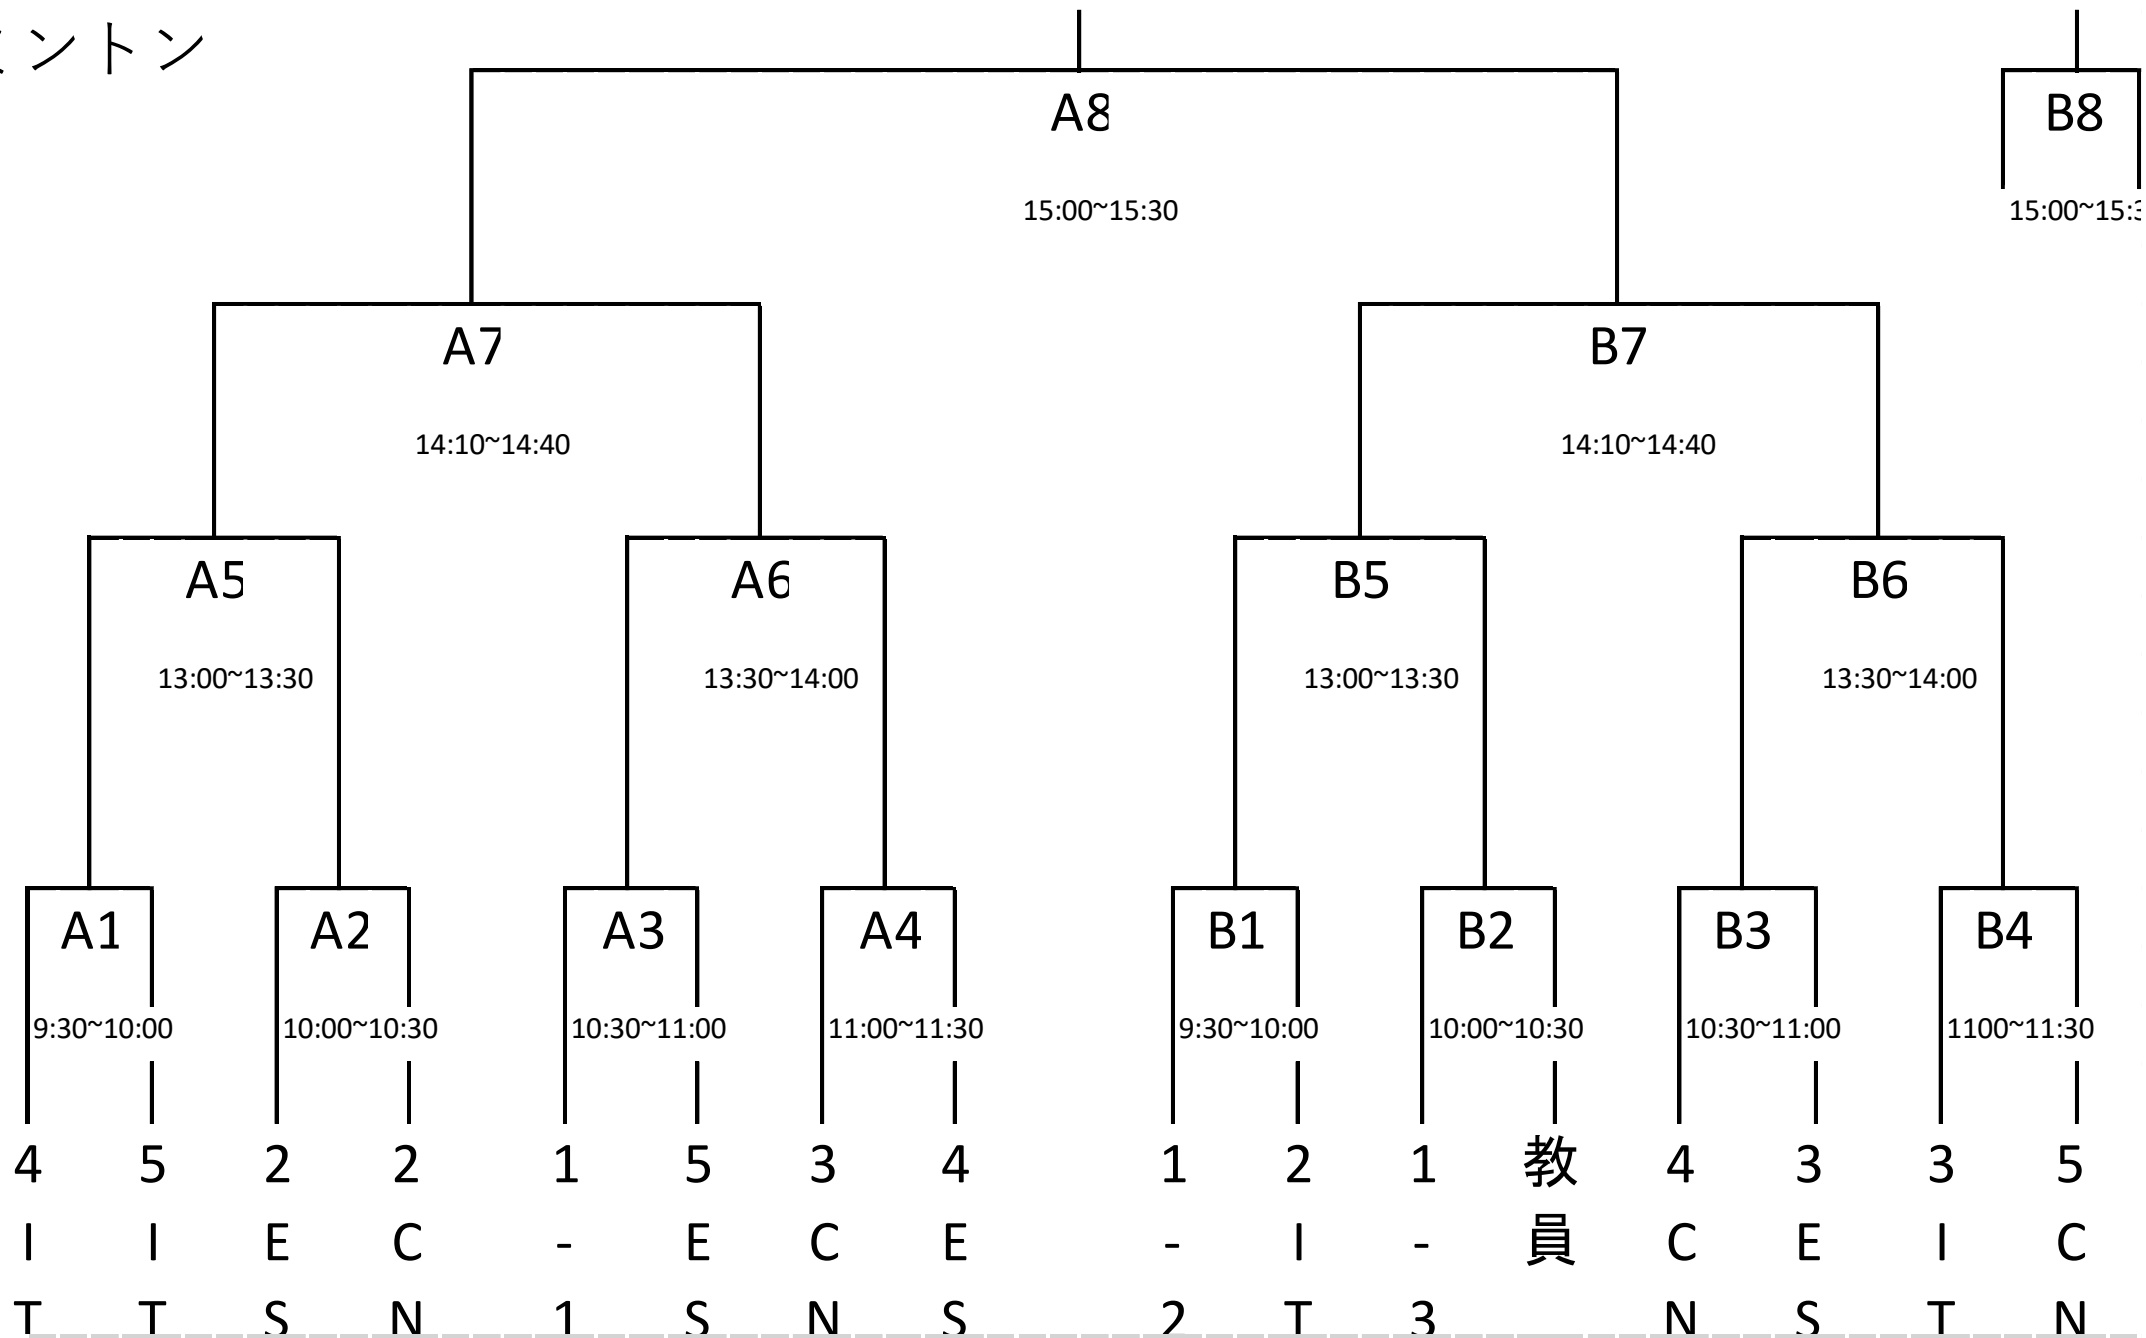 ミントン
A8
B8
15:00~15:30
15:00~15:3
A7
B7
14:10~14:40
14:10~14:40
A5
A6
B5
B6
13:00~13:30
13:30~14:00
13:00~13:30
13:30~14:00
A1
A2
A3
A4
B1
B2
B3
B4
9:30~10:00
10:00~10:30
10:30~11:00
11:00~11:30
9:30~10:00
10:00~10:30
10:30~11:00
1100~11:30
4IT
5IT
2ES
2CN
1-1
5ES
3CN
4ES
1-2
2IT
1-3
教員
4CN
3ES
3IT
5CN